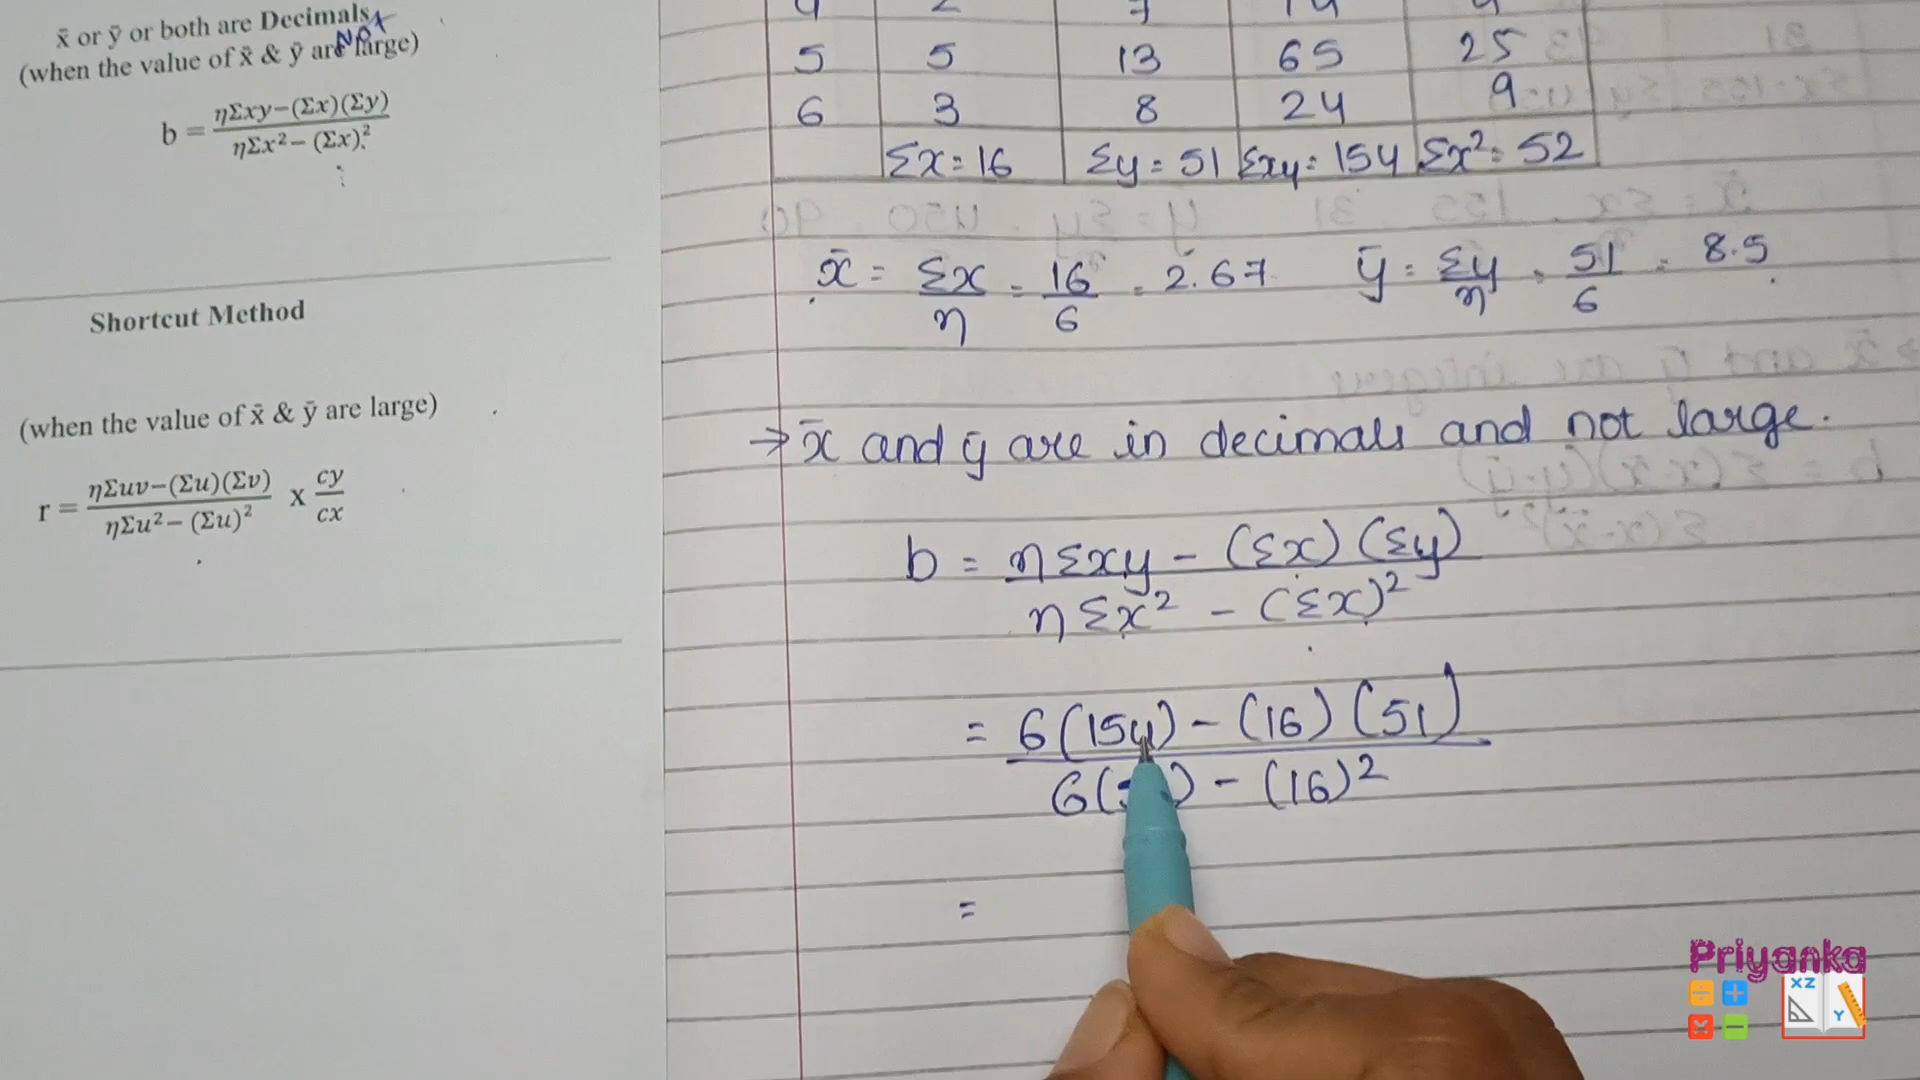 x̄ or ȳ or both are Decimals
NOT
(when the value of x̄ & ȳ are large)
b = ηΣxy−(Σx)(Σy) / ηΣx²− (Σx)²
Shortcut Method
(when the value of x̄ & ȳ are large)
r = ηΣuv−(Σu)(Σv) / ηΣu²− (Σu)² x cy / cx
5 5 13 65 25
6 3 8 24 9
Σx = 16 Σy = 51 Σxy = 154 Σx² = 52
x̄ = Σx / η = 16 / 6 = 2.67 ȳ = Σy / η = 51 / 6 = 8.5
→ x̄ and ȳ are in decimals and not large.
b = ηΣxy − (Σx) (Σy) / ηΣx² − (Σx)²
= 6(154) − (16) (51) / 6( ) − (16)²
=
Priyanka
XZ
Y